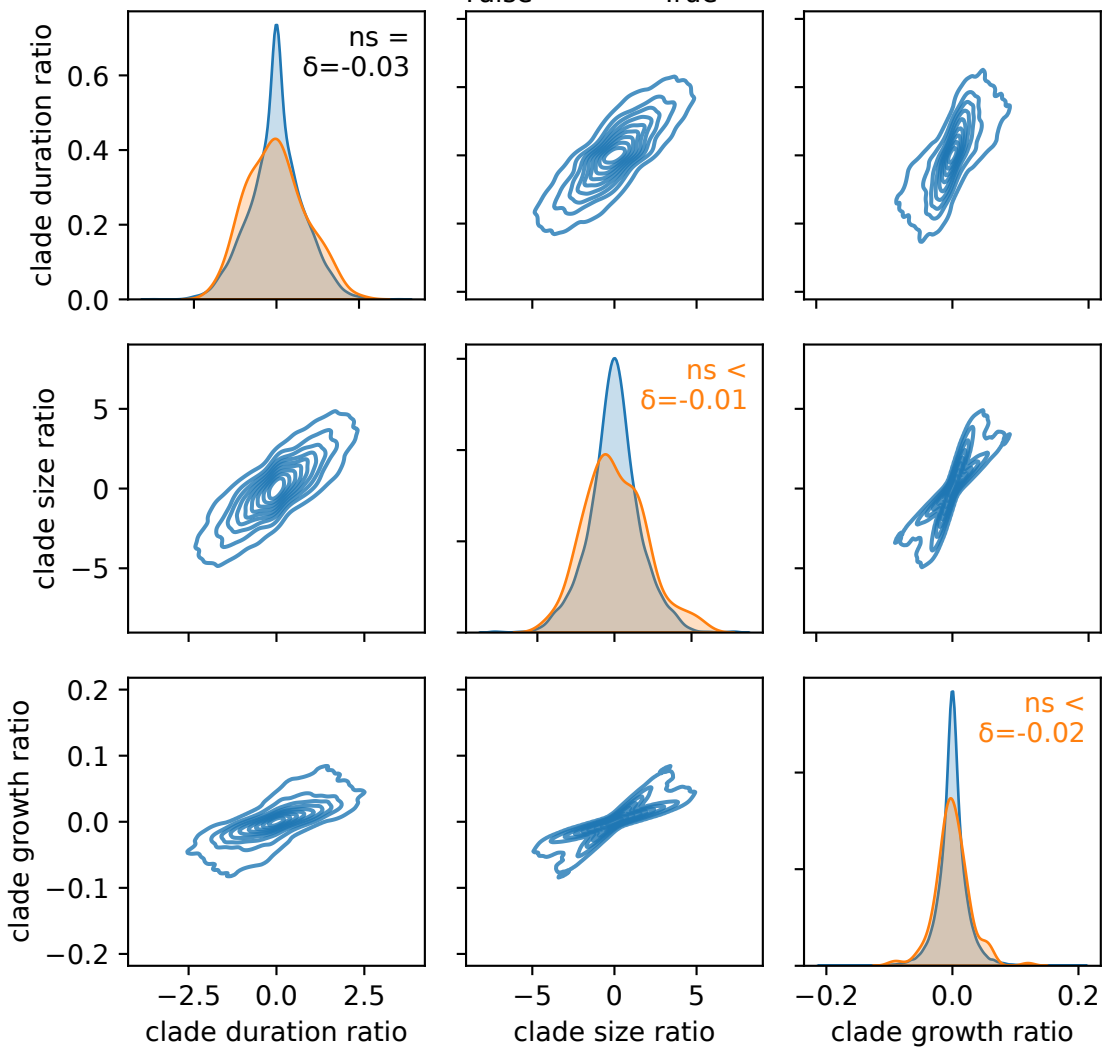 clade duration ratio
0.6
0.4
0.2
0.0
ns =
δ=-0.03
clade size ratio
5
0
−5
ns <
δ=-0.01
clade growth ratio
0.2
0.1
0.0
−0.1
−0.2
ns <
δ=-0.02
−2.5 0.0 2.5
−5 0 5
−0.2 0.0 0.2
clade duration ratio
clade size ratio
clade growth ratio